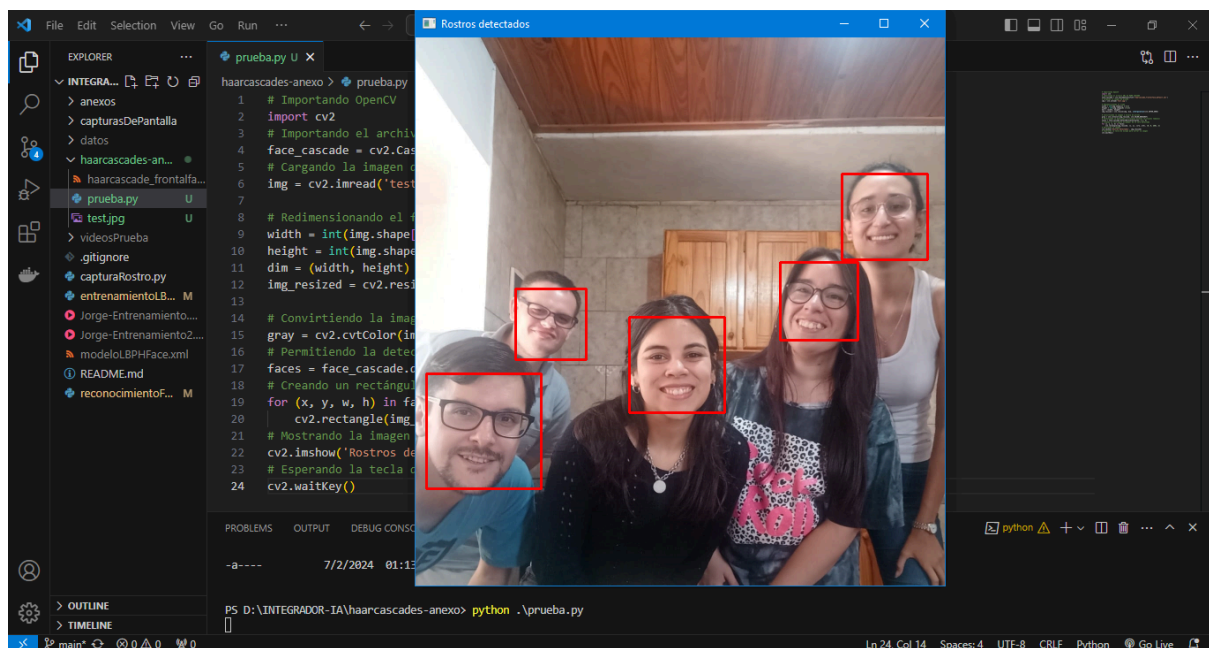 File Edit Selection View Go Run ...
Rostros detectados
EXPLORER ...
INTEGRA...
> anexos
> capturasDePantalla
> datos
haarcascades-an...
haarcascade_frontalfa...
prueba.py U
test.jpg U
> videosPrueba
.gitignore
capturaRostro.py
entrenamientoLB... M
Jorge-Entrenamiento....
Jorge-Entrenamiento2....
modeloLBPHFace.xml
README.md
reconocimientoF... M
> OUTLINE
> TIMELINE
4
prueba.py U
haarcascades-anexo > prueba.py
1 # Importando OpenCV
2 import cv2
3 # Importando el archiv
4 face_cascade = cv2.Cas
5 # Cargando la imagen d
6 img = cv2.imread('test
7
8 # Redimensionando el f
9 width = int(img.shape[
10 height = int(img.shape
11 dim = (width, height)
12 img_resized = cv2.resi
13
14 # Convirtiendo la imag
15 gray = cv2.cvtColor(im
16 # Permitiendo la detec
17 faces = face_cascade.d
18 # Creando un rectángul
19 for (x, y, w, h) in fa
20 cv2.rectangle(img_
21 # Mostrando la imagen
22 cv2.imshow('Rostros de
23 # Esperando la tecla d
24 cv2.waitKey()
PROBLEMS OUTPUT DEBUG CONSO
python
-a---- 7/2/2024 01:13
PS D:\INTEGRADOR-IA\haarcascades-anexo> python .\prueba.py
main* 0 0 0
Ln 24, Col 14 Spaces: 4 UTF-8 CRLF Python Go Live